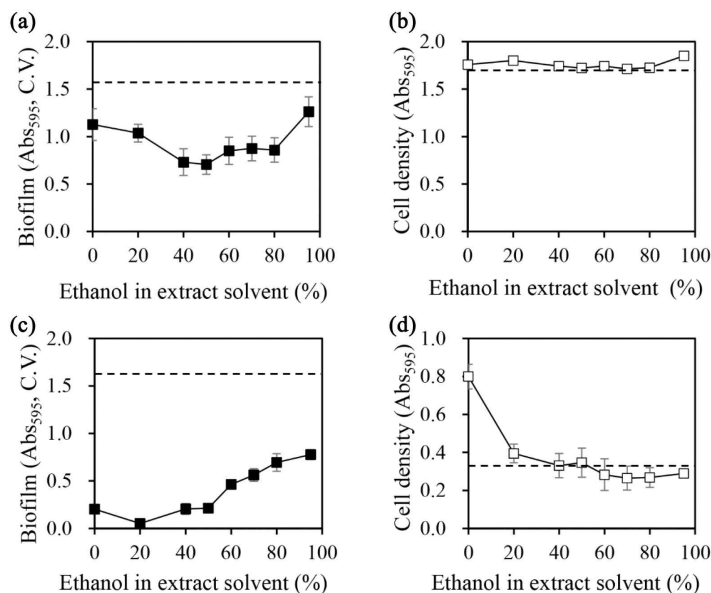 (a)
2.0
1.5
1.0
0.5
0.0
Biofilm (Abs₅₉₅, C.V.)
0 20 40 60 80 100
Ethanol in extract solvent (%)
(b)
2.0
1.5
1.0
0.5
0.0
Cell density (Abs₅₉₅)
0 20 40 60 80 100
Ethanol in extract solvent (%)
(c)
2.0
1.5
1.0
0.5
0.0
Biofilm (Abs₅₉₅, C.V.)
0 20 40 60 80 100
Ethanol in extract solvent (%)
(d)
1.0
0.8
0.6
0.4
0.2
0.0
Cell density (Abs₅₉₅)
0 20 40 60 80 100
Ethanol in extract solvent (%)